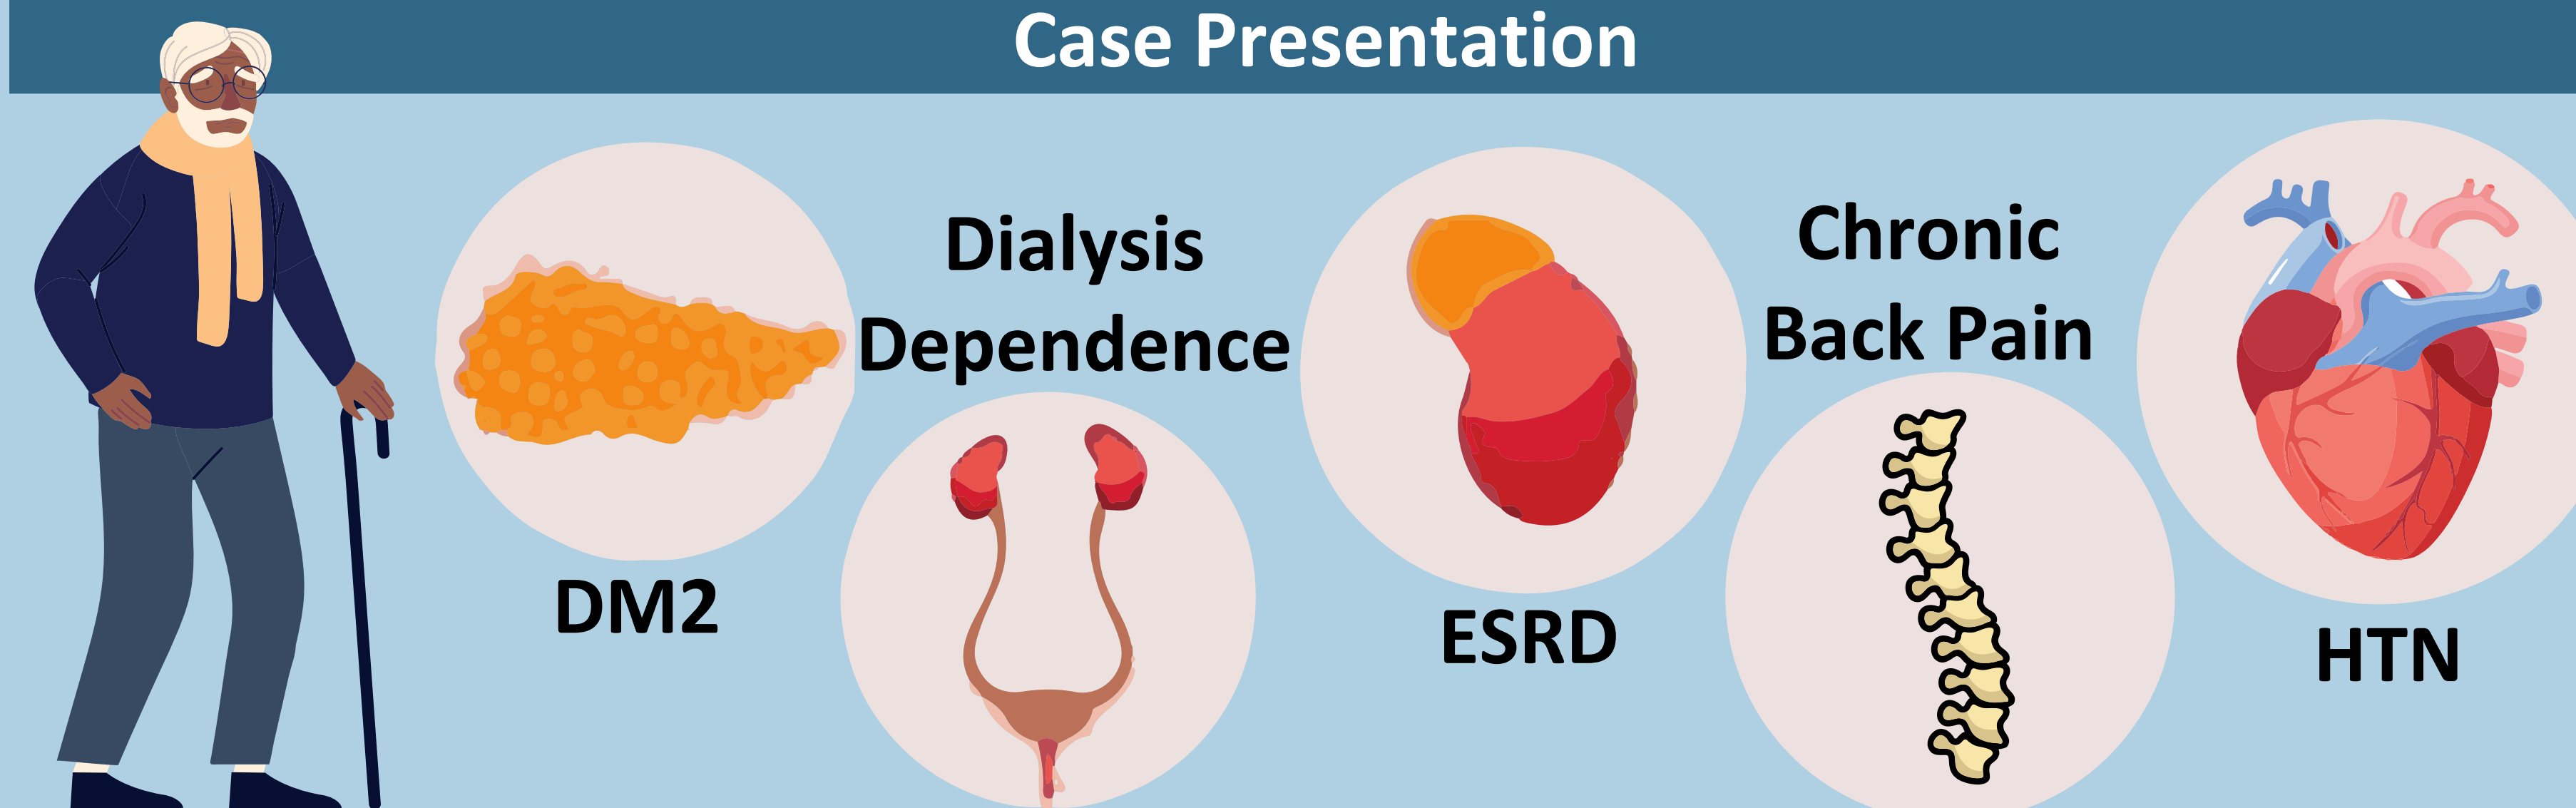 Case Presentation
DM2
Dialysis
Dependence
ESRD
Chronic
Back Pain
HTN